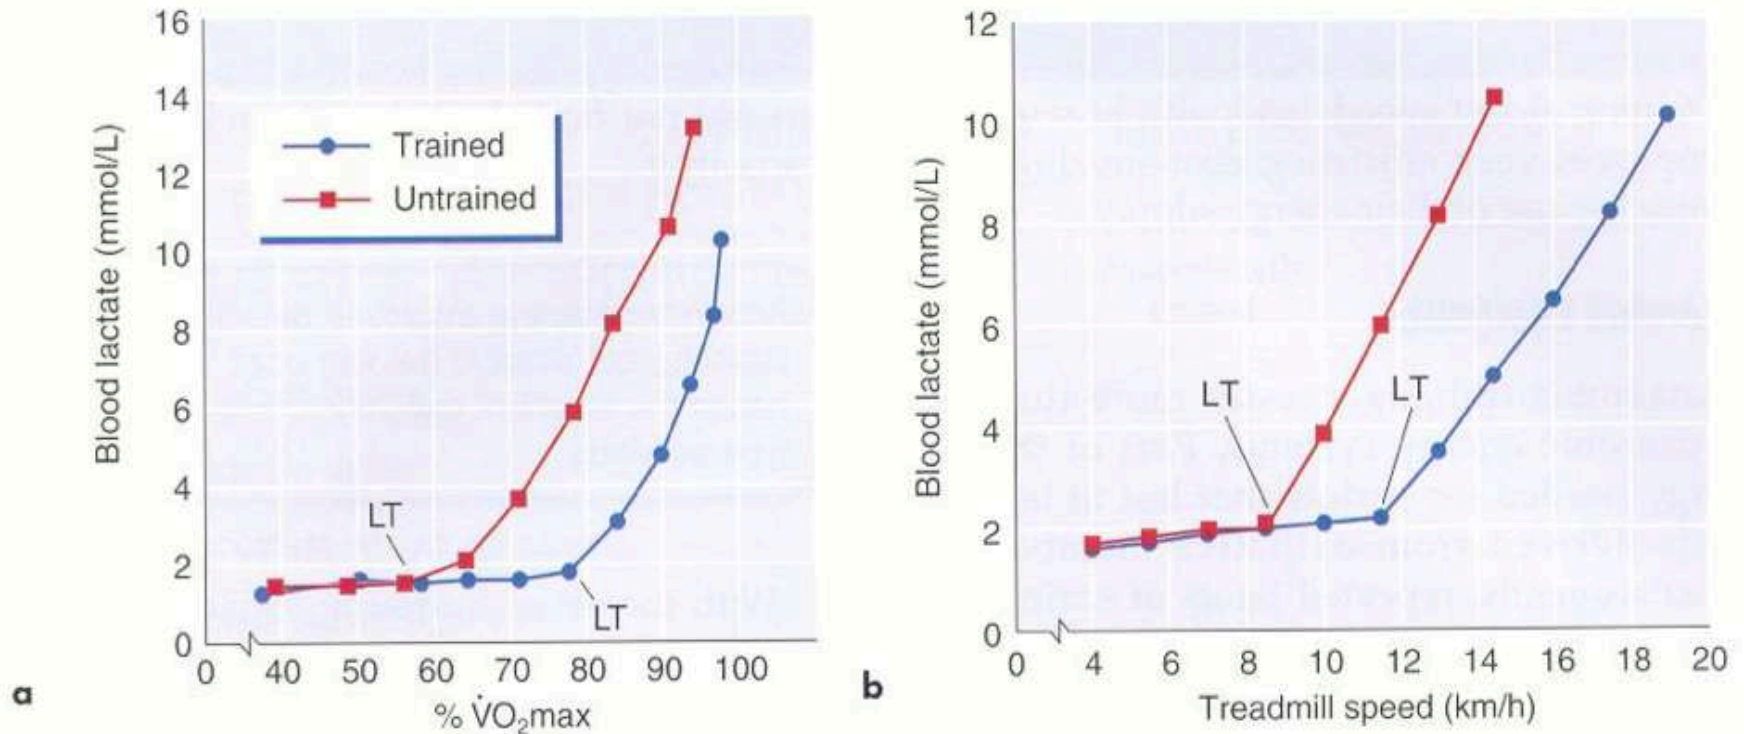 16
14
12
10
8
6
4
2
0
Blood lactate (mmol/L)
Trained
Untrained
LT
LT
0 40 50 60 70 80 90 100
% V̇O₂max
a
12
10
8
6
4
2
0
Blood lactate (mmol/L)
LT
LT
0 4 6 8 10 12 14 16 18 20
Treadmill speed (km/h)
b